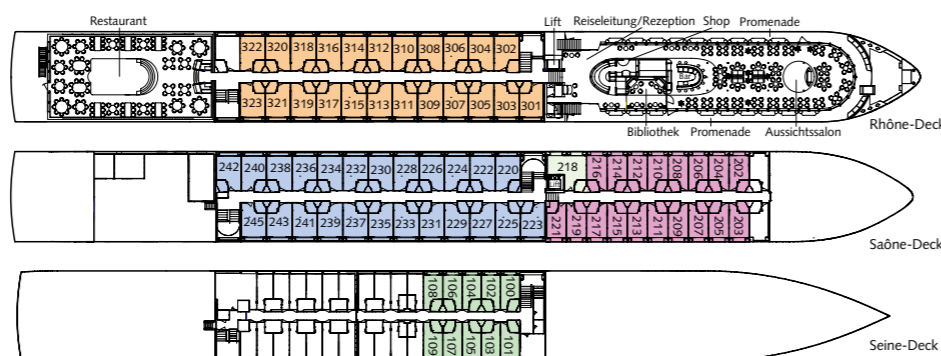 Restaurant
Lift Reiseleitung/Rezeption Shop Promenade
322 320 318 316 314 312 310 308 306 304 302
Bar
323 321 319 317 315 313 311 309 307 305 303 301
Bibliothek Promenade Aussichtssalon
Rhône-Deck
242 240 238 236 234 232 230 228 226 224 222 220 218 216 214 212 210 208 206 204 202
245 243 241 239 237 235 233 231 229 227 225 223 221 219 217 215 213 211 209 207 205 203
Saône-Deck
108 106 104 102 100
109 107 105 103 101
Seine-Deck